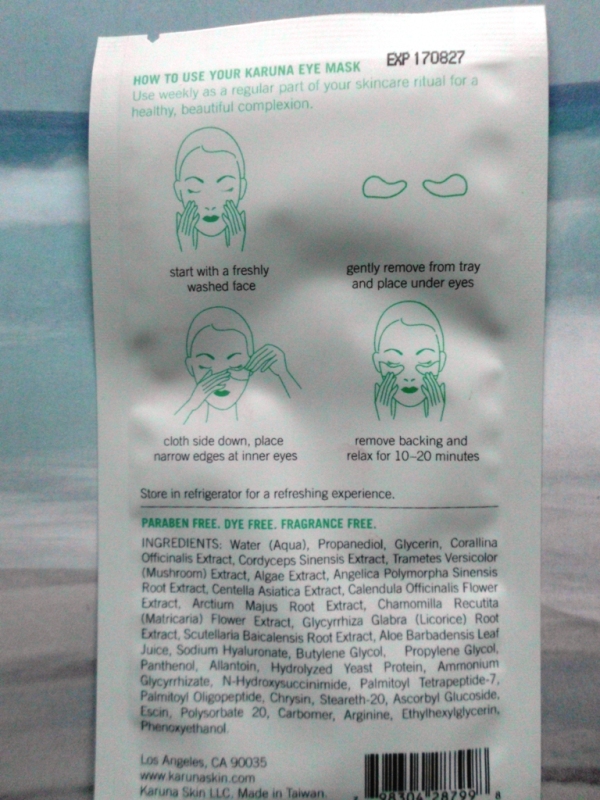 EXP 170827
HOW TO USE YOUR KARUNA EYE MASK
Use weekly as a regular part of your skincare ritual for a
healthy, beautiful complexion.
start with a freshly
washed face
gently remove from tray
and place under eyes
cloth side down, place
narrow edges at inner eyes
remove backing and
relax for 10–20 minutes
Store in refrigerator for a refreshing experience.
PARABEN FREE. DYE FREE. FRAGRANCE FREE.
INGREDIENTS: Water (Aqua), Propanediol, Glycerin, Corallina
Officinalis Extract, Cordyceps Sinensis Extract, Trametes Versicolor
(Mushroom) Extract, Algae Extract, Angelica Polymorpha Sinensis
Root Extract, Centella Asiatica Extract, Calendula Officinalis Flower
Extract, Arctium Majus Root Extract, Chamomilla Recutita
(Matricaria) Flower Extract, Glycyrrhiza Glabra (Licorice) Root
Extract, Scutellaria Baicalensis Root Extract, Aloe Barbadensis Leaf
Juice, Sodium Hyaluronate, Butylene Glycol, Propylene Glycol,
Panthenol, Allantoin, Hydrolyzed Yeast Protein, Ammonium
Glycyrrhizate, N-Hydroxysuccinimide, Palmitoyl Tetrapeptide-7,
Palmitoyl Oligopeptide, Chrysin, Steareth-20, Ascorbyl Glucoside,
Escin, Polysorbate 20, Carbomer, Arginine, Ethylhexylglycerin,
Phenoxyethanol
Los Angeles, CA 90035
www.karunaskin.com
Karuna Skin LLC. Made in Taiwan.
98304 28799 8